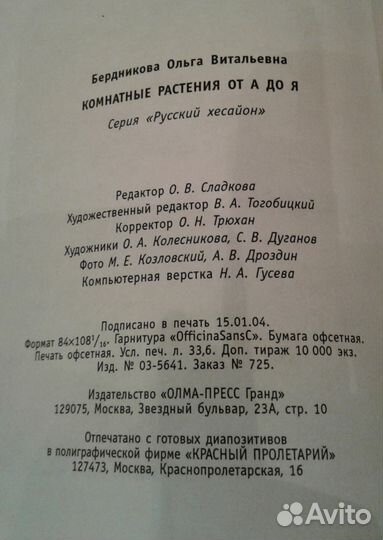 Бердникова Ольга Витальевна
КОМНАТНЫЕ РАСТЕНИЯ ОТ А ДО Я
Серия «Русский хесайон»
Редактор О. В. Сладкова
Художественный редактор В. А. Тогобицкий
Корректор О. Н. Трюхан
Художники О. А. Колесникова, С. В. Дуганов
Фото М. Е. Козловский, А. В. Дроздин
Компьютерная верстка Н. А. Гусева
Подписано в печать 15.01.04.
Формат 84×108¹/₁₆. Гарнитура «OfficinaSansC». Бумага офсетная.
Печать офсетная. Усл. печ. л. 33,6. Доп. тираж 10 000 экз.
Изд. № 03-5641. Заказ № 725.
Издательство «ОЛМА-ПРЕСС Гранд»
129075, Москва, Звездный бульвар, 23А, стр. 10
Отпечатано с готовых диапозитивов
в полиграфической фирме «КРАСНЫЙ ПРОЛЕТАРИЙ»
127473, Москва, Краснопролетарская, 16
Avito